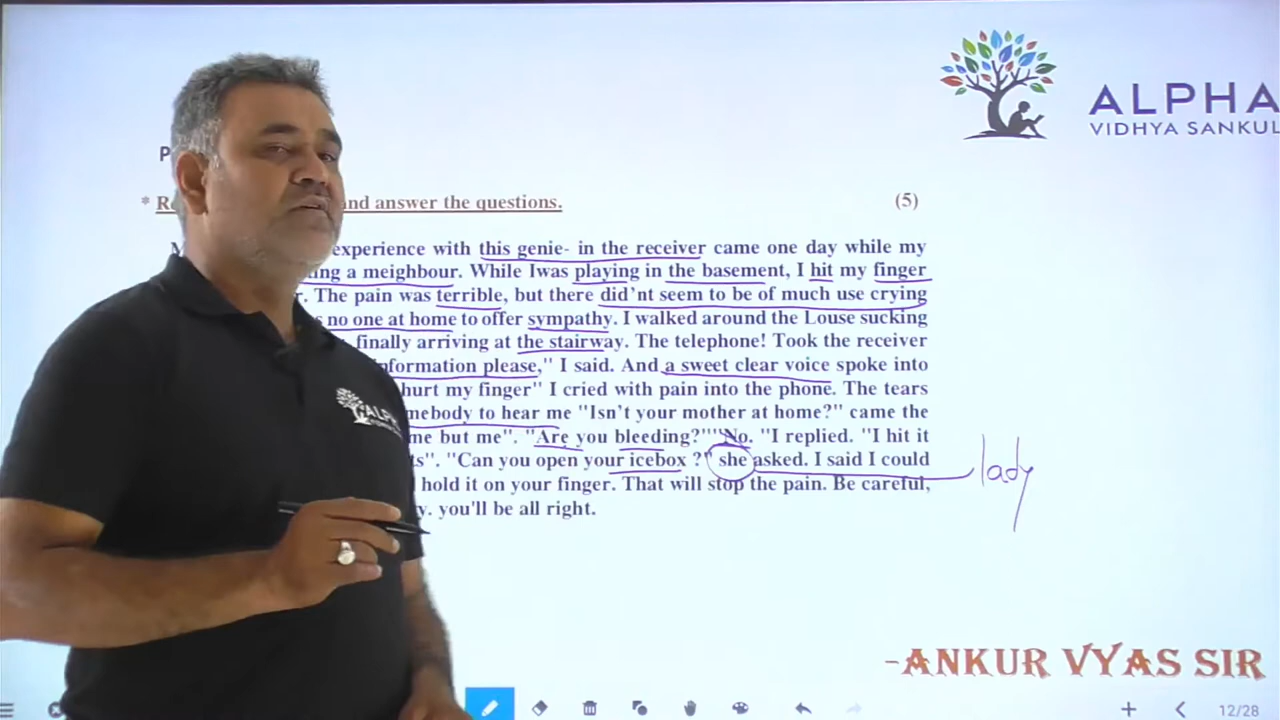 ALPHA
VIDHYA SANKUL
P
* R and answer the questions. (5)
M experience with this genie- in the receiver came one day while my
ing a meighbour. While Iwas playing in the basement, I hit my finger
r. The pain was terrible, but there did'nt seem to be of much use crying
s no one at home to offer sympathy. I walked around the Louse sucking
finally arriving at the stairway. The telephone! Took the receiver
nformation please," I said. And a sweet clear voice spoke into
hurt my finger" I cried with pain into the phone. The tears
mebody to hear me "Isn't your mother at home?" came the
me but me". "Are you bleeding?""No. "I replied. "I hit it
ts". "Can you open your icebox ?" she asked. I said I could
lady
hold it on your finger. That will stop the pain. Be careful,
y. you'll be all right.
ALPHA
-ANKUR VYAS SIR
12/28